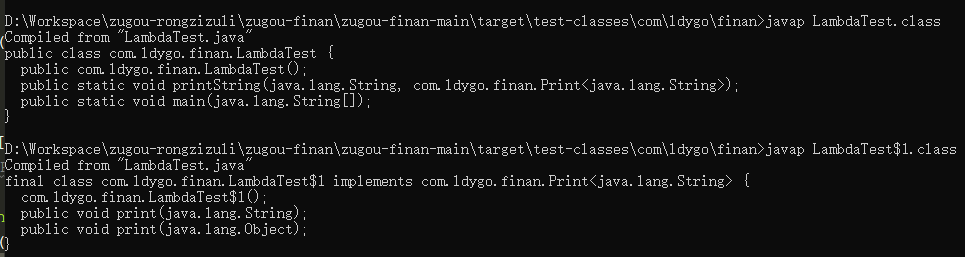 D:\Workspace\zugou-rongzizuli\zugou-finan\zugou-finan-main\target\test-classes\com\ldygo\finan>javap LambdaTest.class
Compiled from "LambdaTest.java"
public class com.ldygo.finan.LambdaTest {
  public com.ldygo.finan.LambdaTest();
  public static void printString(java.lang.String, com.ldygo.finan.Print<java.lang.String>);
  public static void main(java.lang.String[]);
}
D:\Workspace\zugou-rongzizuli\zugou-finan\zugou-finan-main\target\test-classes\com\ldygo\finan>javap LambdaTest$1.class
Compiled from "LambdaTest.java"
final class com.ldygo.finan.LambdaTest$1 implements com.ldygo.finan.Print<java.lang.String> {
  com.ldygo.finan.LambdaTest$1();
  public void print(java.lang.String);
  public void print(java.lang.Object);
}